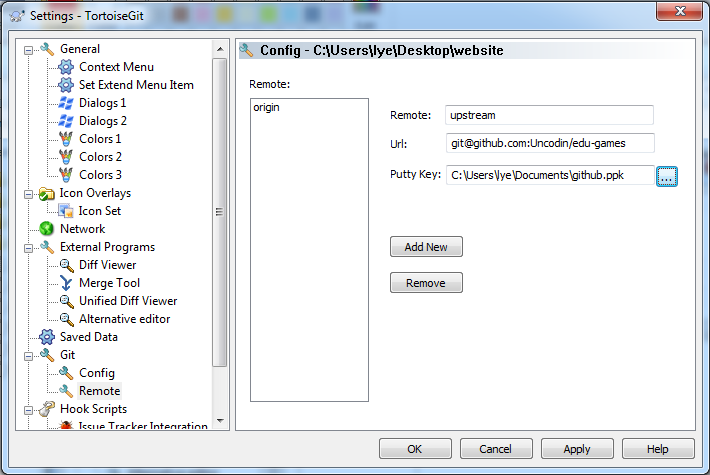 Settings - TortoiseGit
General
Context Menu
Set Extend Menu Item
Dialogs 1
Dialogs 2
Colors 1
Colors 2
Colors 3
Icon Overlays
Icon Set
Network
External Programs
Diff Viewer
Merge Tool
Unified Diff Viewer
Alternative editor
Saved Data
Git
Config
Remote
Hook Scripts
Issue Tracker Integration
Config - C:\Users\lye\Desktop\website
Remote:
origin
Remote: upstream
Url: git@github.com:Uncodin/edu-games
Putty Key: C:\Users\lye\Documents\github.ppk ...
Add New
Remove
OK Cancel Apply Help